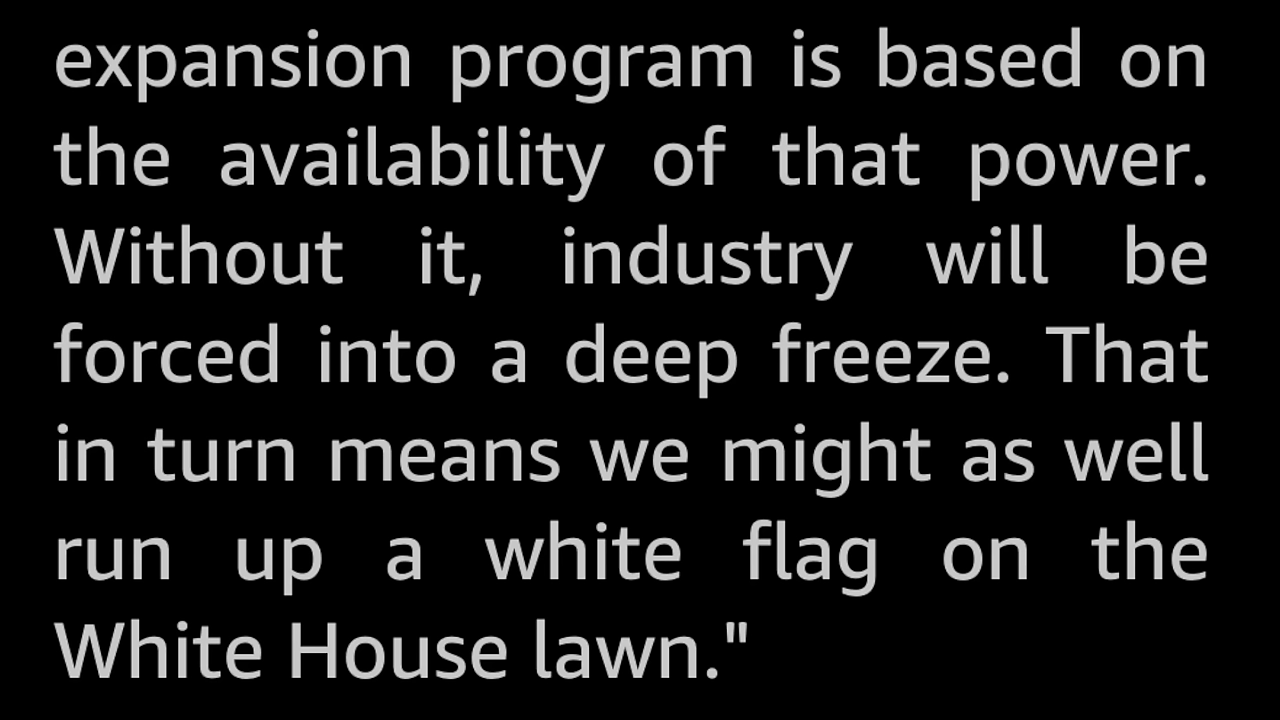 expansion program is based on
the availability of that power.
Without it, industry will be
forced into a deep freeze. That
in turn means we might as well
run up a white flag on the
White House lawn."